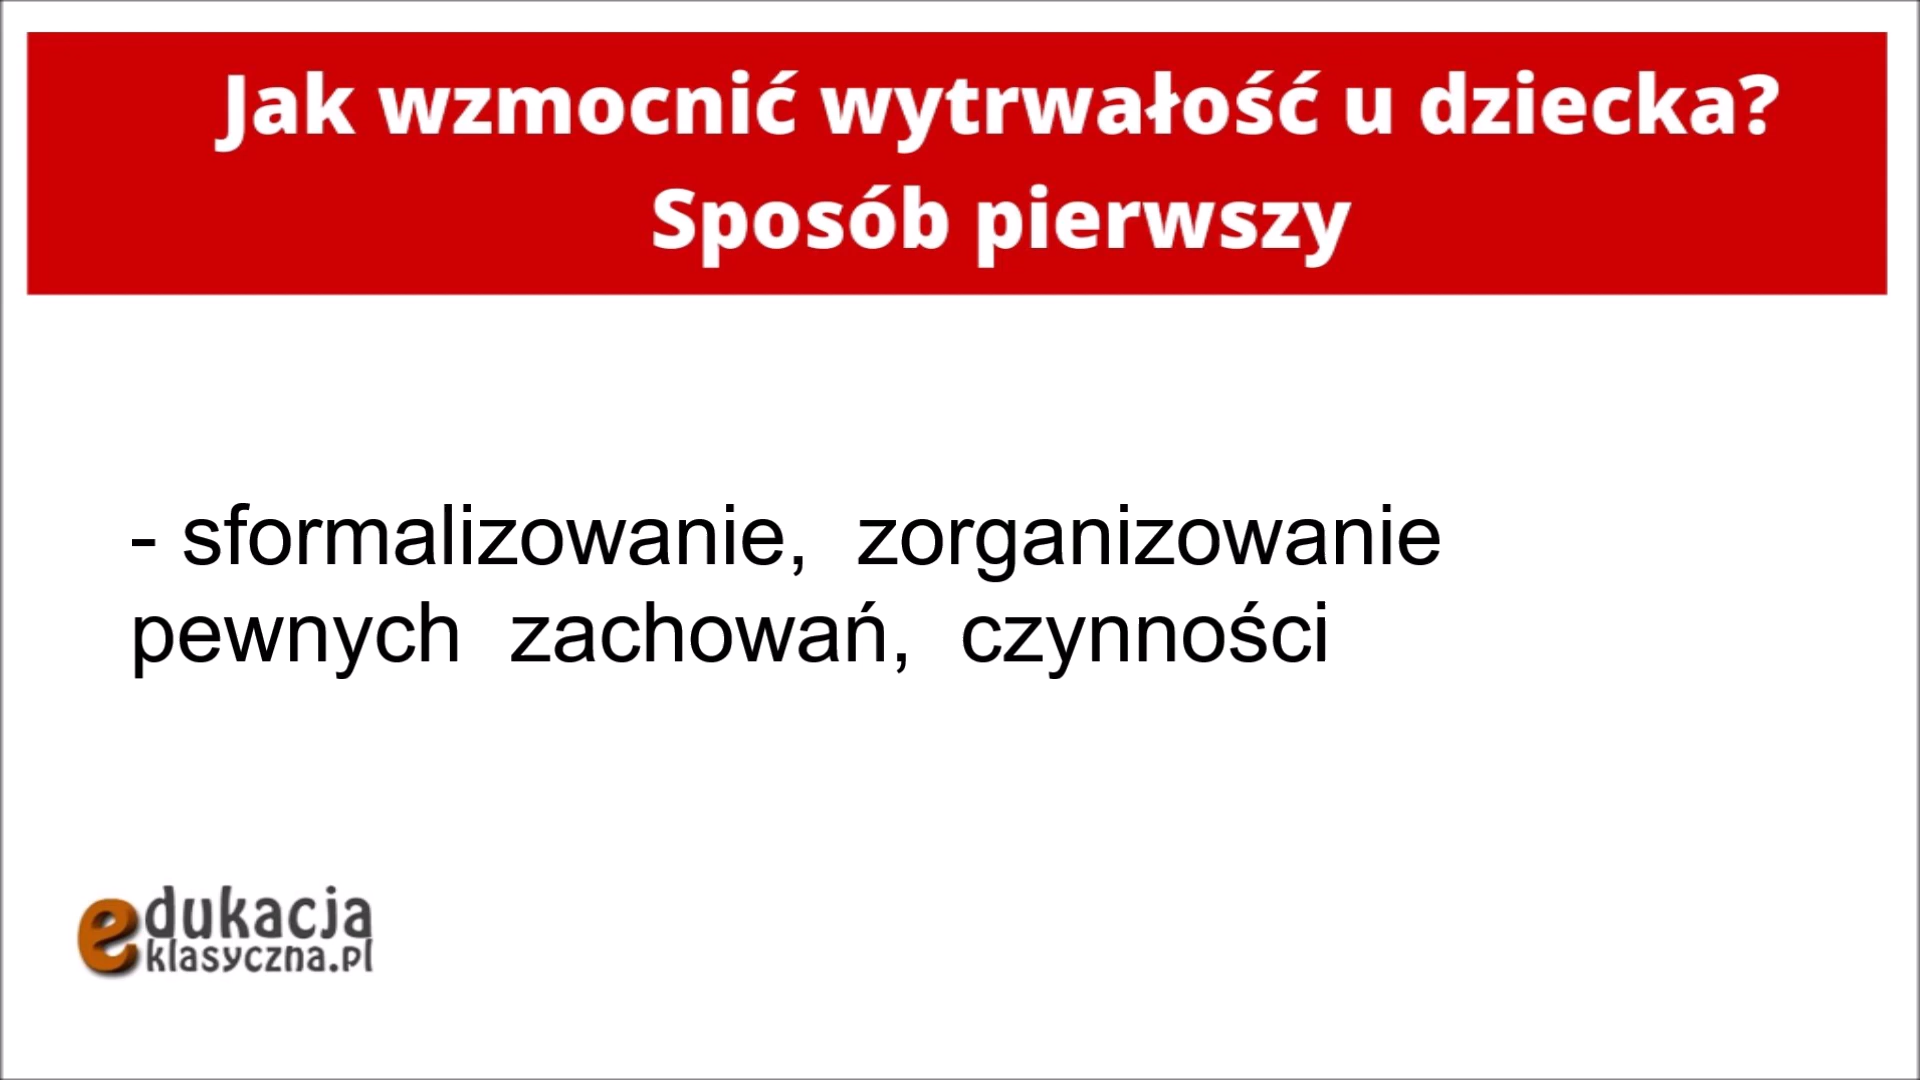 Jak wzmocnić wytrwałość u dziecka?
Sposób pierwszy
- sformalizowanie, zorganizowanie
pewnych zachowań, czynności
edukacja
klasyczna.pl